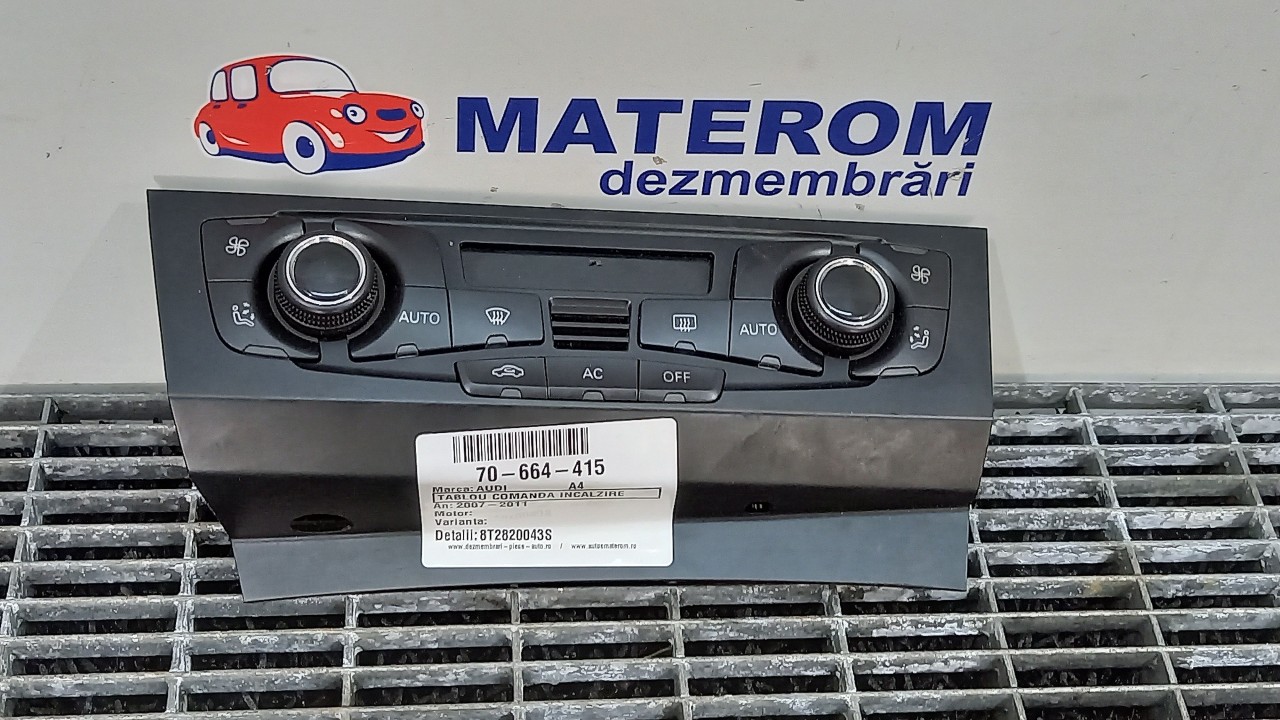 MATEROM
dezmembrări
AUTO
AUTO
AC
OFF
70-664-415
Marca: AUDI A4
TABLOU COMANDA INCALZIRE
An: 2007-2011
Motor:
Varianta:
Detalii: 8T2820043S
www.dezmembrari-piese-auto.ro / www.autoematerom.ro